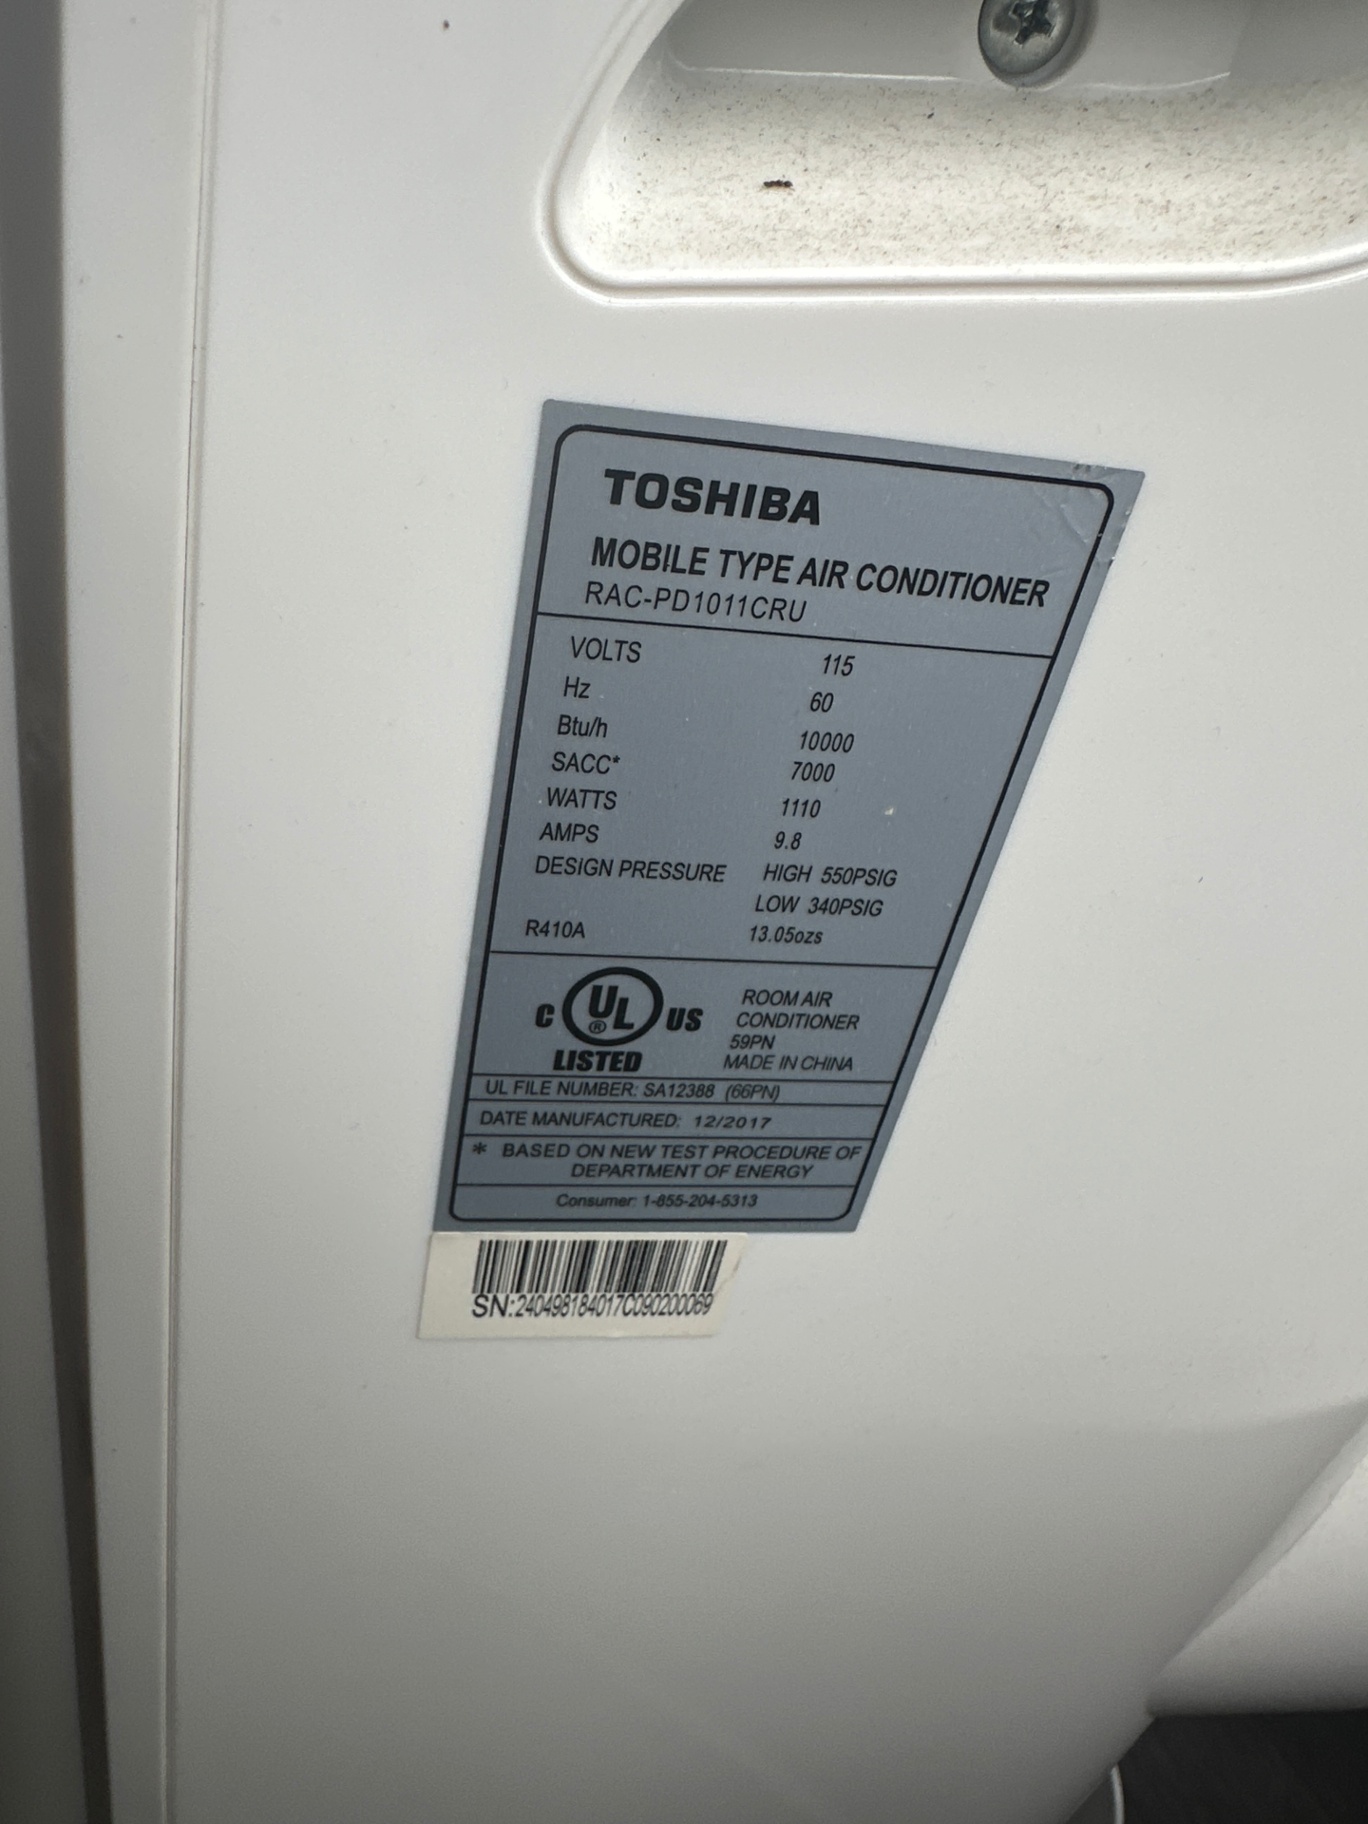 TOSHIBA
MOBILE TYPE AIR CONDITIONER
RAC-PD1011CRU
VOLTS 115
Hz 60
Btu/h 10000
SACC* 7000
WATTS 1110
AMPS 9.8
DESIGN PRESSURE HIGH 550PSIG
LOW 340PSIG
R410A 13.05ozs
C UL ® US
LISTED
ROOM AIR
CONDITIONER
59PN
MADE IN CHINA
UL FILE NUMBER: SA12388 (66PN)
DATE MANUFACTURED: 12/2017
* BASED ON NEW TEST PROCEDURE OF
DEPARTMENT OF ENERGY
Consumer: 1-855-204-5313
SN:240498184017C090200069